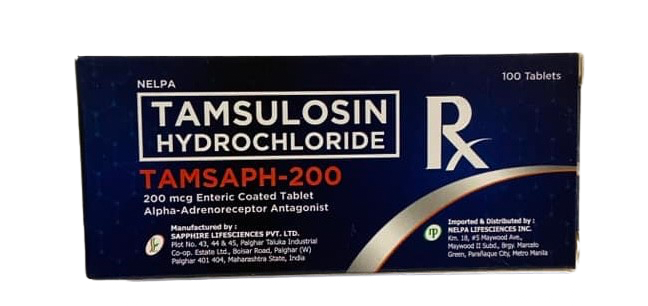 NELPA
100 Tablets
TAMSULOSIN
HYDROCHLORIDE
Rx
TAMSAPH-200
200 mcg Enteric Coated Tablet
Alpha-Adrenoreceptor Antagonist
Manufactured by :
SAPPHIRE LIFESCIENCES PVT. LTD.
Plot No. 43, 44 & 45, Palghar Taluka Industrial
Co-op. Estate Ltd., Boisar Road, Palghar (W)
Palghar 401 404, Maharashtra State, India
Imported & Distributed by :
NELPA LIFESCIENCES INC.
Km. 18, #5 Maywood Ave.,
Maywood II Subd., Brgy. Marcelo
Green, Parañaque City, Metro Manila